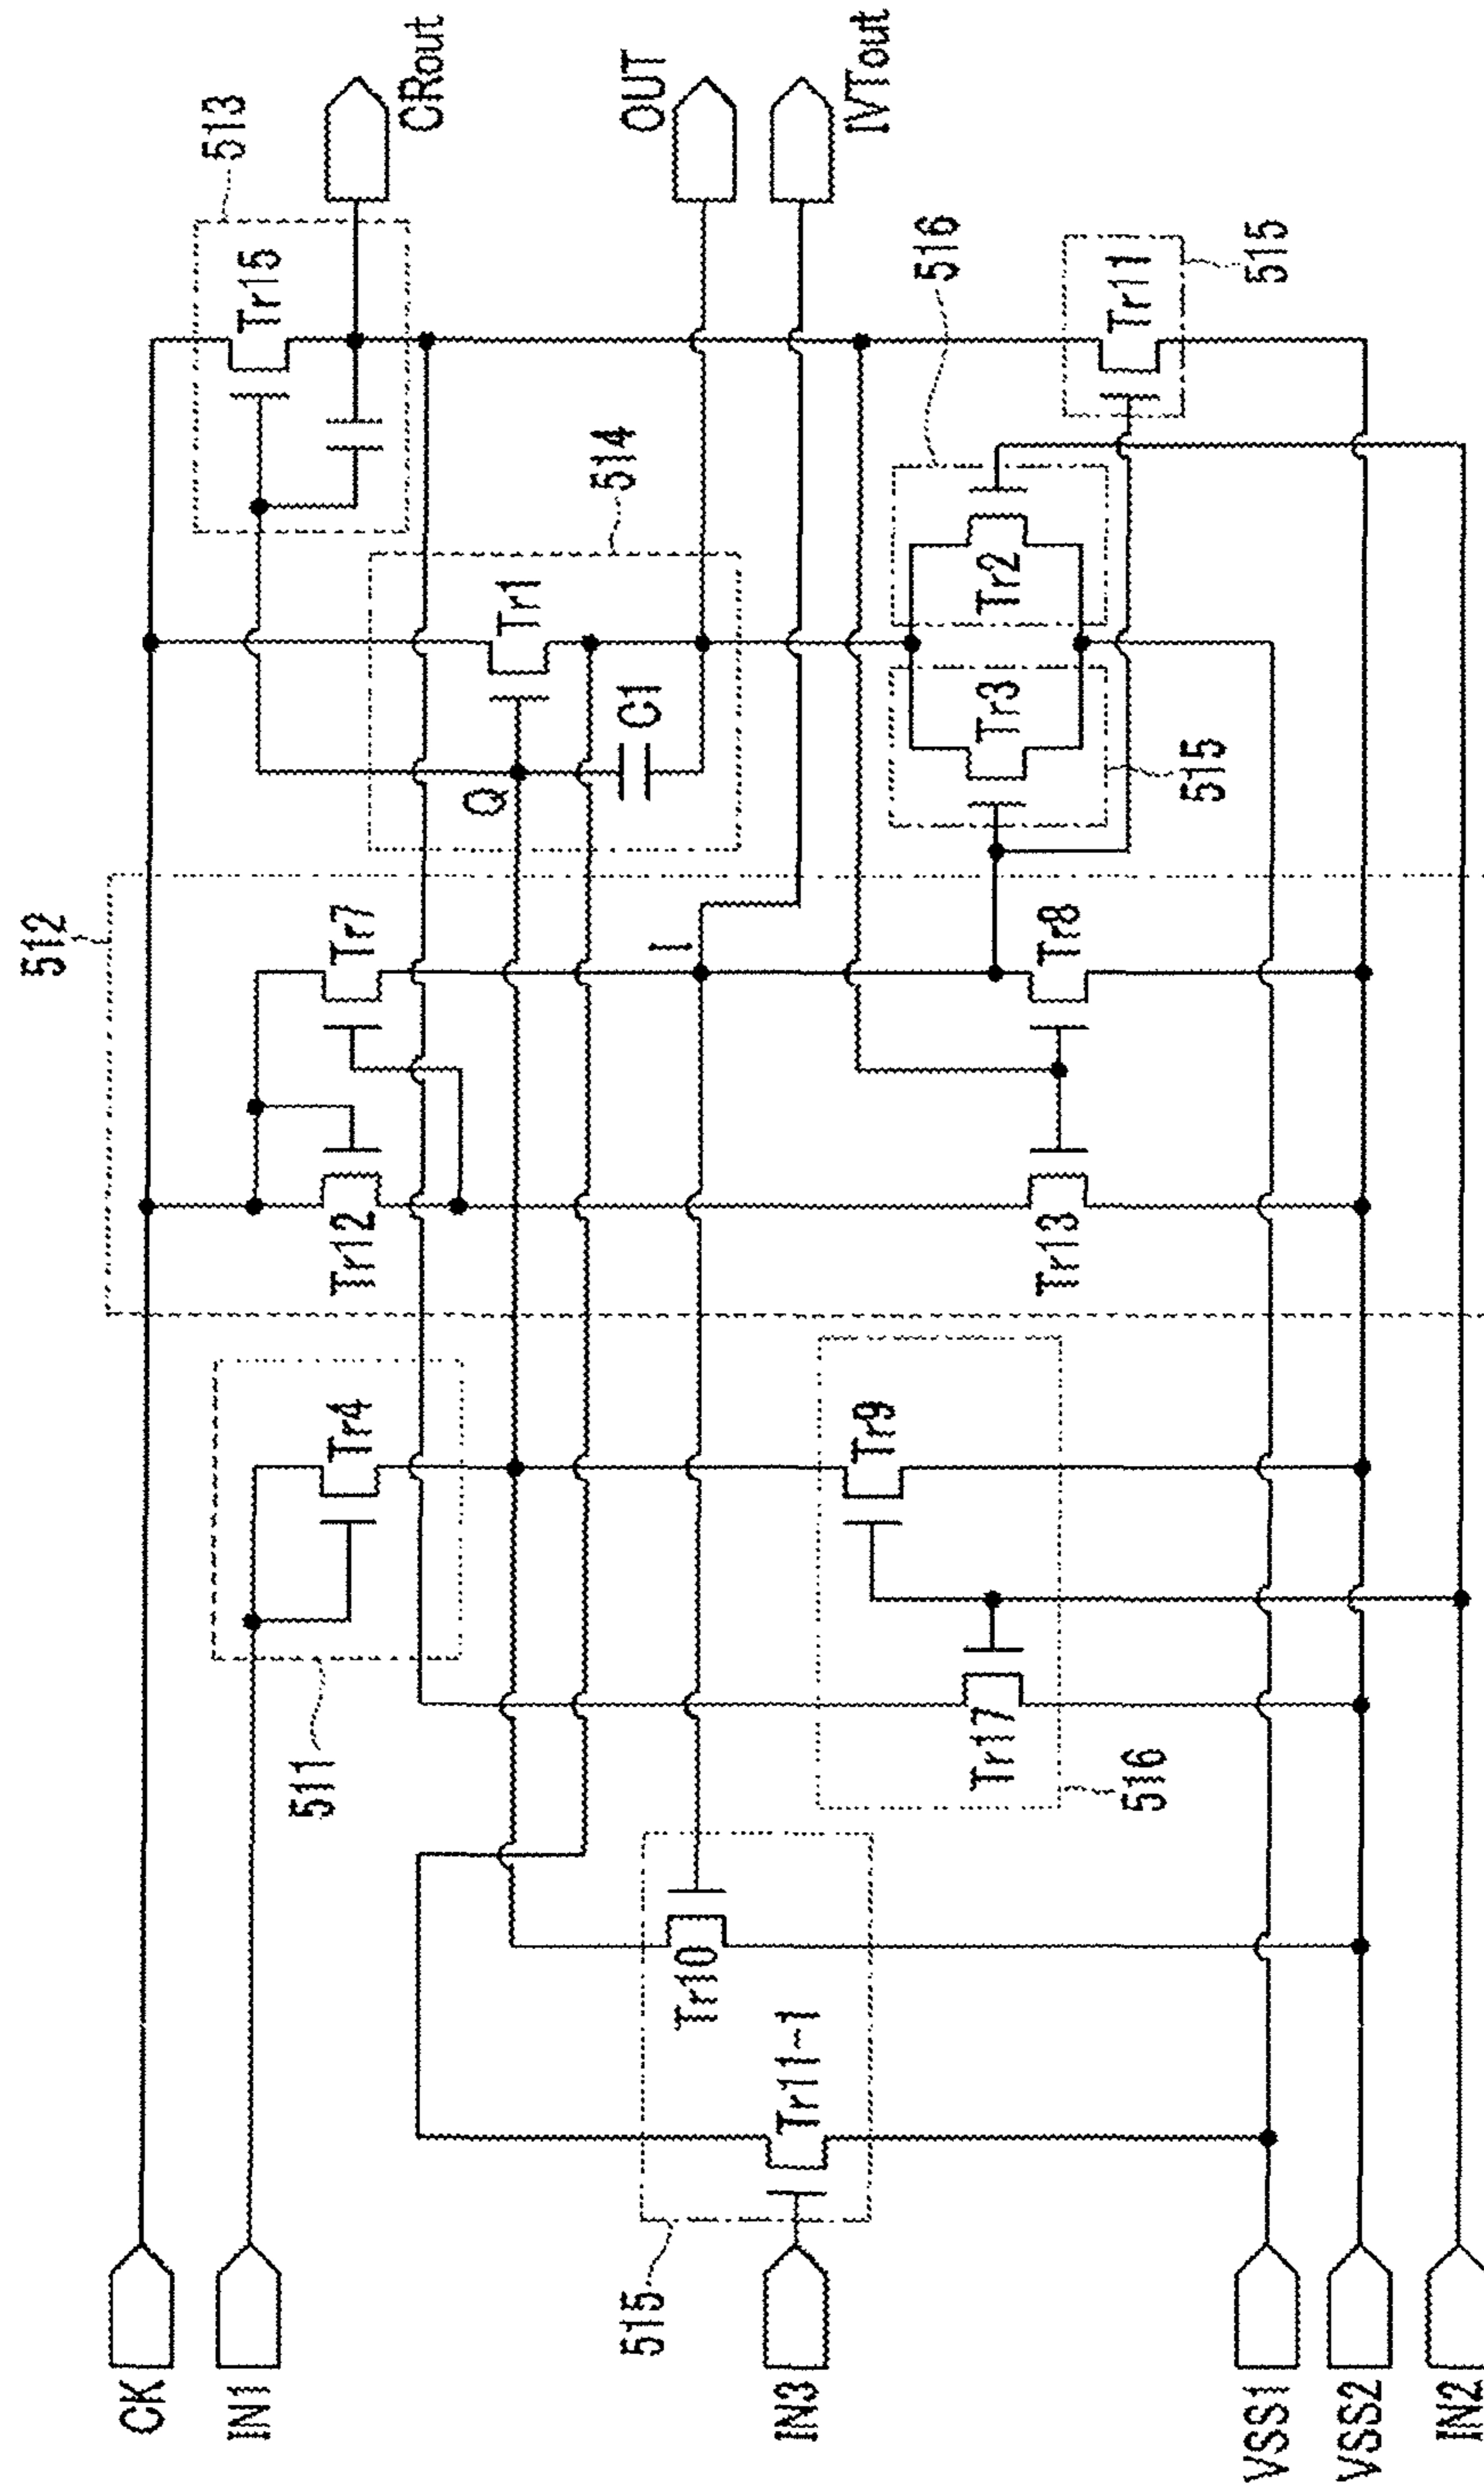 512
CK
513
IN1
Tr15
511
Tr4
Tr12
Tr7
CRout
Q
Tr1
514
515
C1
OUT
I
Tr10
IN3
Tr11-1
IVTout
Tr9
516
Tr17
Tr3
Tr2
Tr13
Tr8
Tr11
516
515
VSS1
515
VSS2
IN2